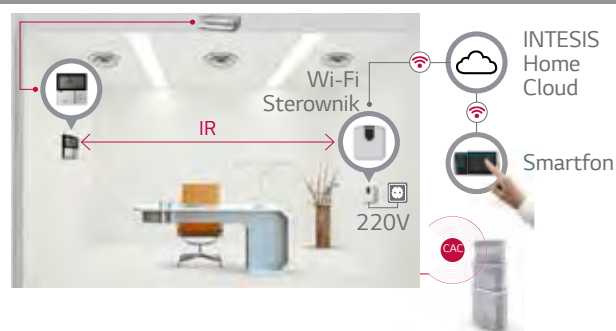 INTESIS
Home
Cloud
Wi-Fi
Sterownik
IR
Smartfon
220V
CAC